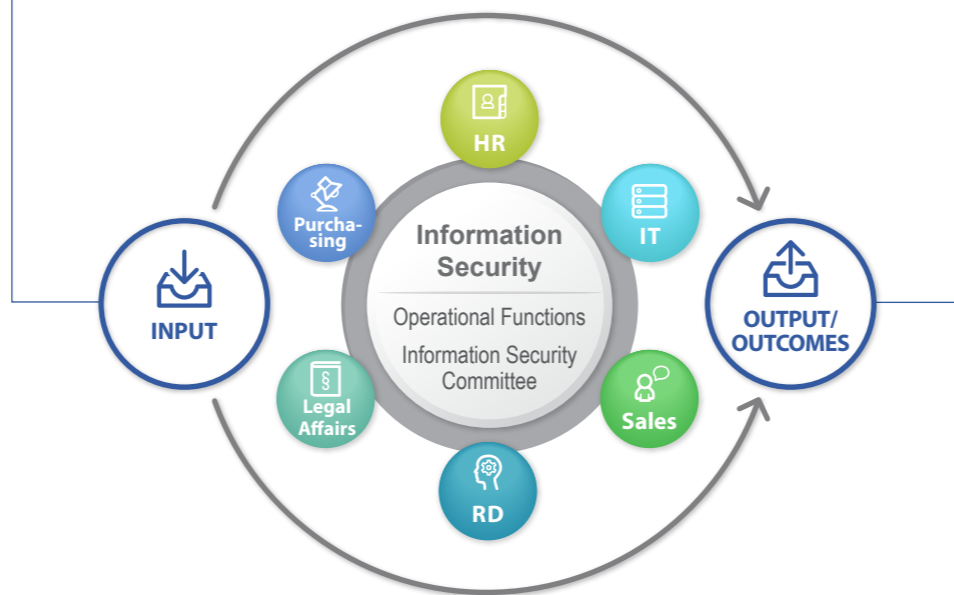 HR
Purcha-
sing
IT
Information
Security
Operational Functions
Information Security
Committee
INPUT
OUTPUT/
OUTCOMES
§
Legal
Affairs
Sales
RD